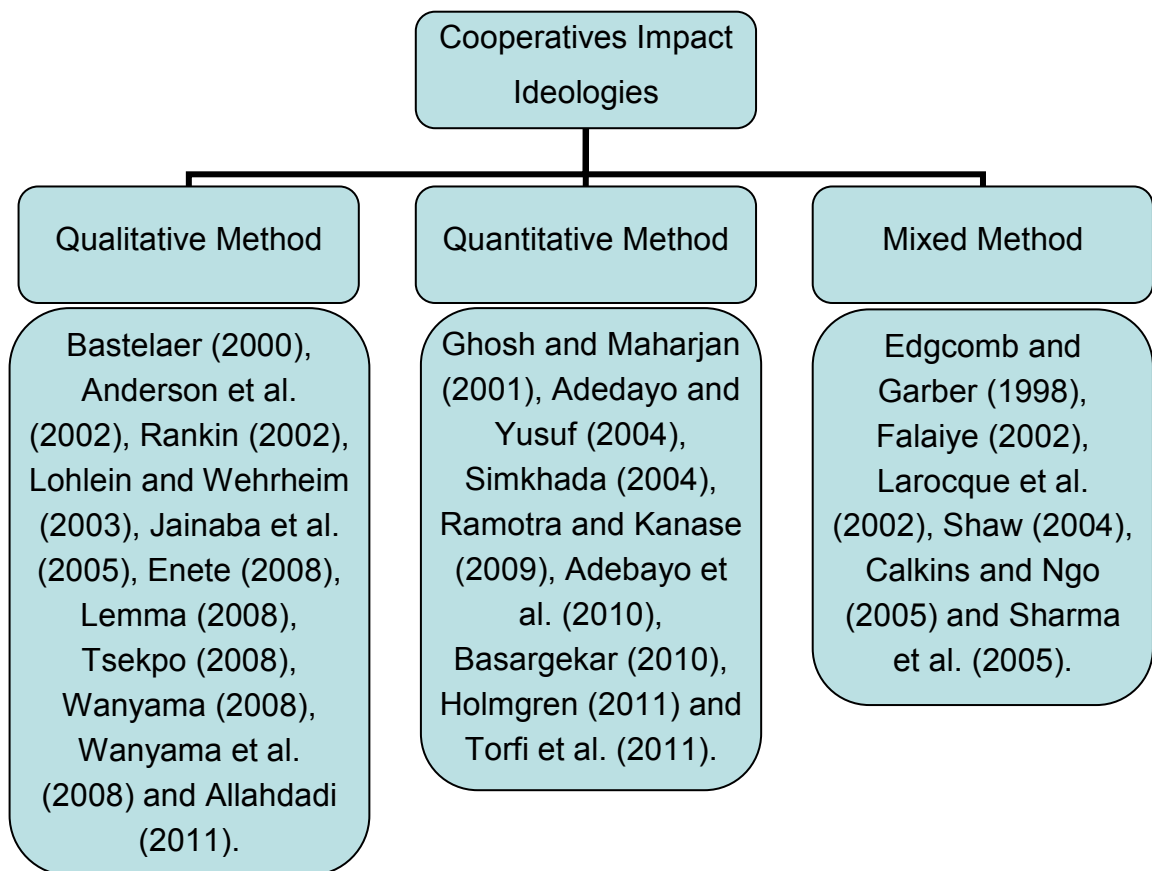 Cooperatives Impact
Ideologies
Qualitative Method
Quantitative Method
Mixed Method
Bastelaer (2000),
Anderson et al.
(2002), Rankin (2002),
Lohlein and Wehrheim
(2003), Jainaba et al.
(2005), Enete (2008),
Lemma (2008),
Tsekpo (2008),
Wanyama (2008),
Wanyama et al.
(2008) and Allahdadi
(2011).
Ghosh and Maharjan
(2001), Adedayo and
Yusuf (2004),
Simkhada (2004),
Ramotra and Kanase
(2009), Adebayo et
al. (2010),
Basargekar (2010),
Holmgren (2011) and
Torfi et al. (2011).
Edgcomb and
Garber (1998),
Falaiye (2002),
Larocque et al.
(2002), Shaw (2004),
Calkins and Ngo
(2005) and Sharma
et al. (2005).